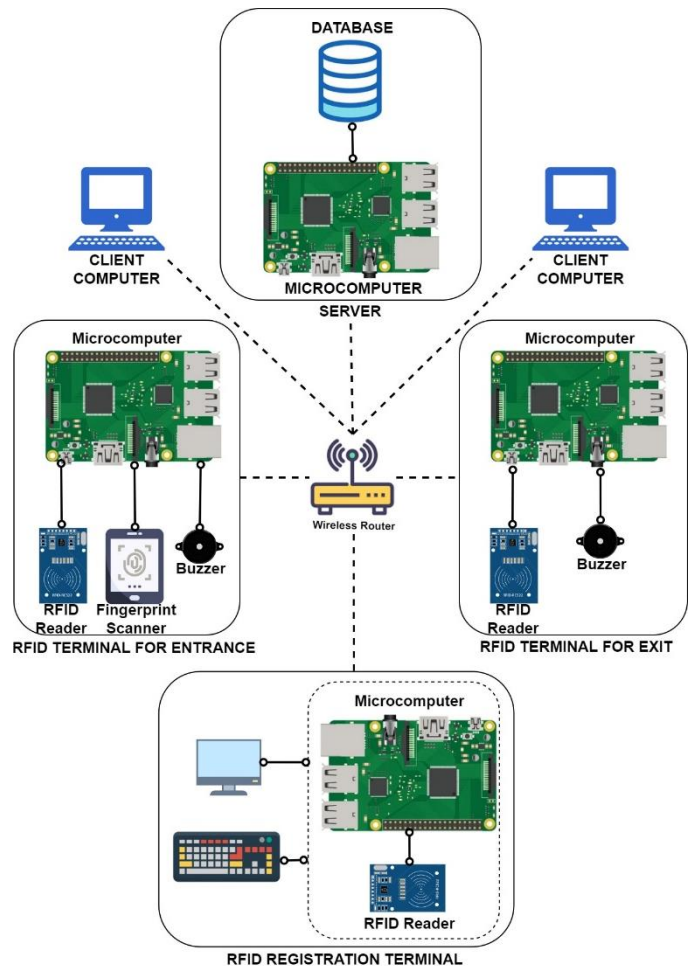 DATABASE
MICROCOMPUTER
SERVER
CLIENT
COMPUTER
CLIENT
COMPUTER
Microcomputer
RFID
Reader
Fingerprint
Scanner
Buzzer
RFID TERMINAL FOR ENTRANCE
Wireless Router
Microcomputer
RFID
Reader
Buzzer
RFID TERMINAL FOR EXIT
Microcomputer
RFID Reader
RFID REGISTRATION TERMINAL